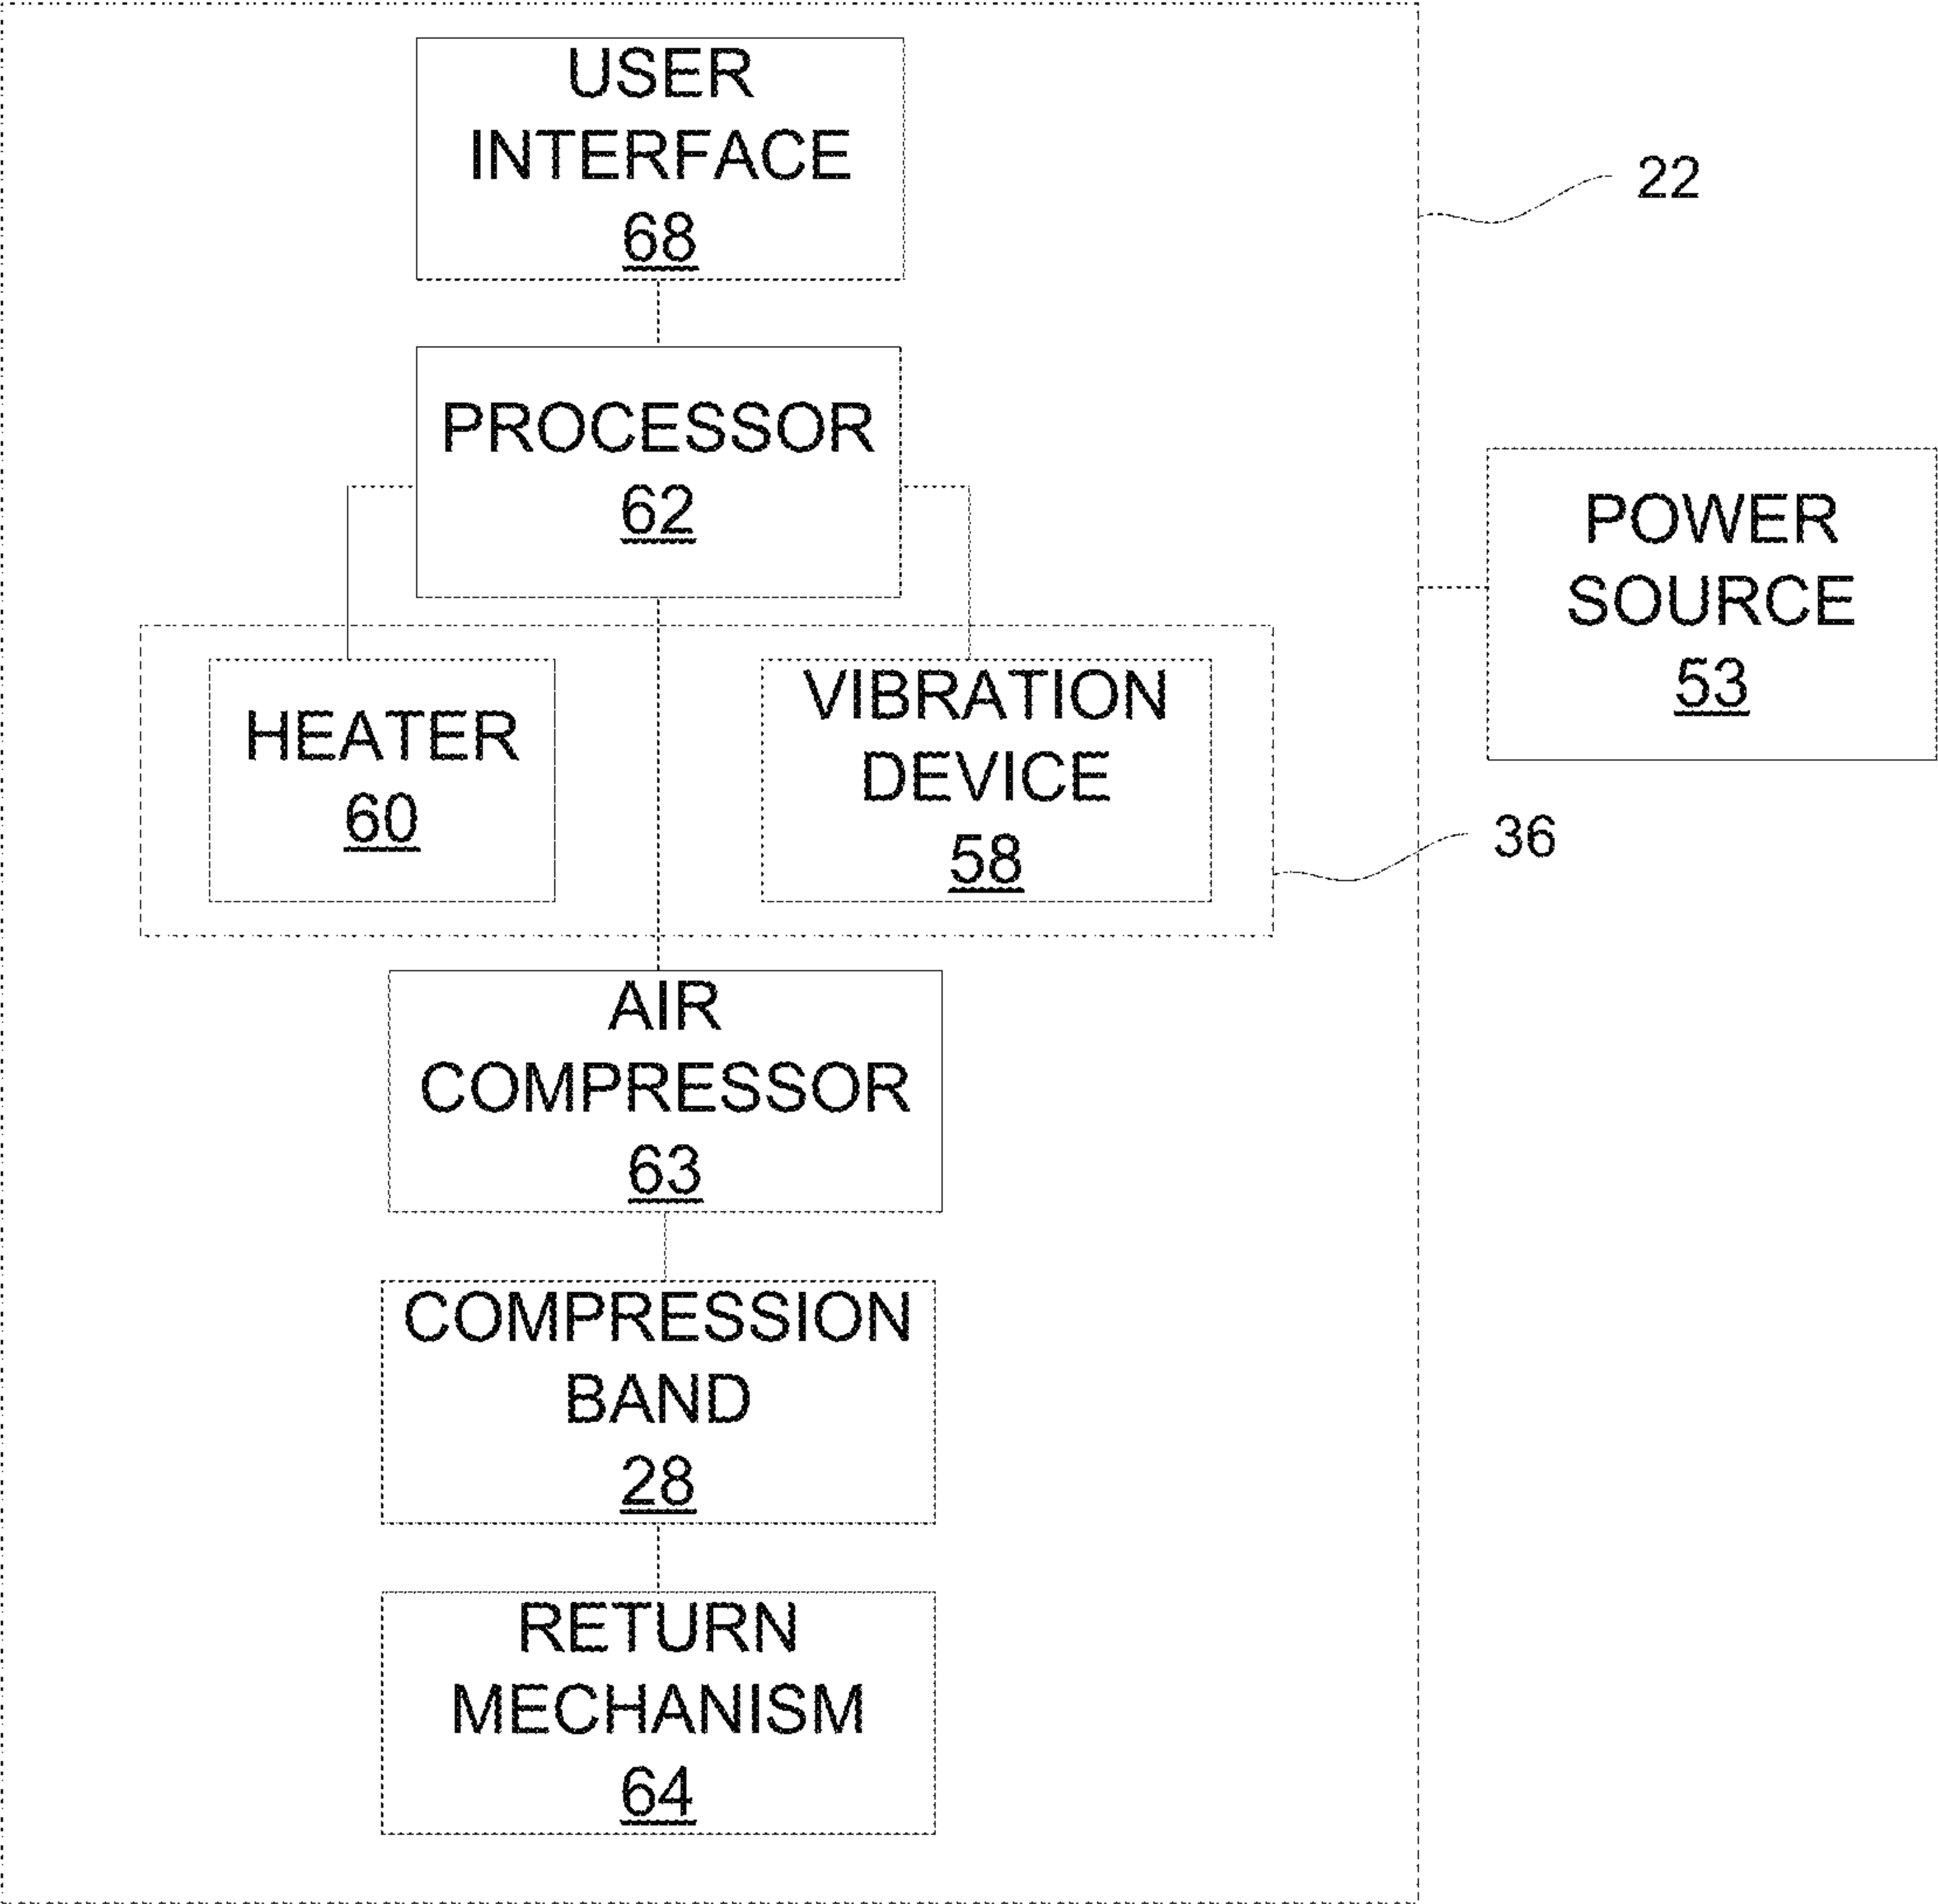 USER
INTERFACE
68
22
PROCESSOR
62
POWER
SOURCE
53
HEATER
60
VIBRATION
DEVICE
58
36
AIR
COMPRESSOR
63
COMPRESSION
BAND
28
RETURN
MECHANISM
64